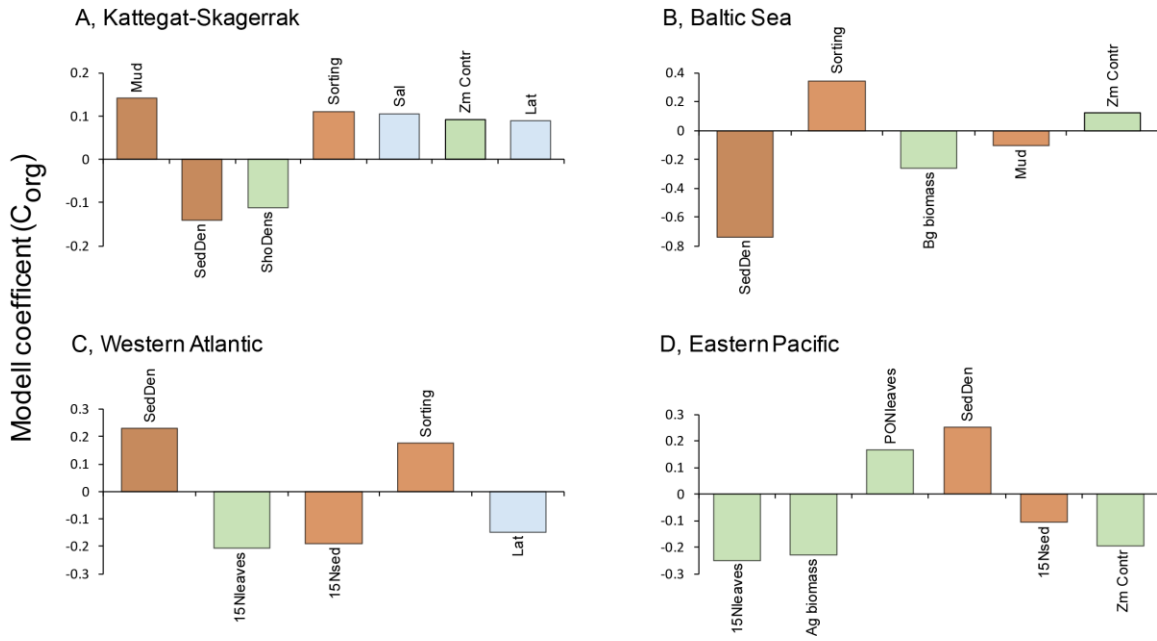 A, Kattegat-Skagerrak
0.2
0.1
0
-0.1
-0.2
Mud
SedDen
ShoDens
Sorting
Sal
Zm Contr
Lat
B, Baltic Sea
0.4
0.2
0
-0.2
-0.4
-0.6
-0.8
SedDen
Sorting
Bg biomass
Mud
Zm Contr
Modell coefficent (Corg)
C, Western Atlantic
0.3
0.2
0.1
0
-0.1
-0.2
-0.3
SedDen
15Nleaves
15Nsed
Sorting
Lat
D, Eastern Pacific
0.3
0.2
0.1
0
-0.1
-0.2
-0.3
15Nleaves
Ag biomass
PONleaves
SedDen
15Nsed
Zm Contr